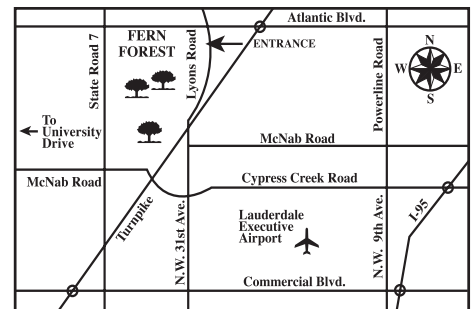 Atlantic Blvd.
FERN
FOREST
ENTRANCE
State Road 7
Lyons Road
Powerline Road
N
W
E
S
To
University
Drive
McNab Road
McNab Road
Cypress Creek Road
Turnpike
N.W. 31st Ave.
Lauderdale
Executive
Airport
N.W. 9th Ave.
I-95
Commercial Blvd.